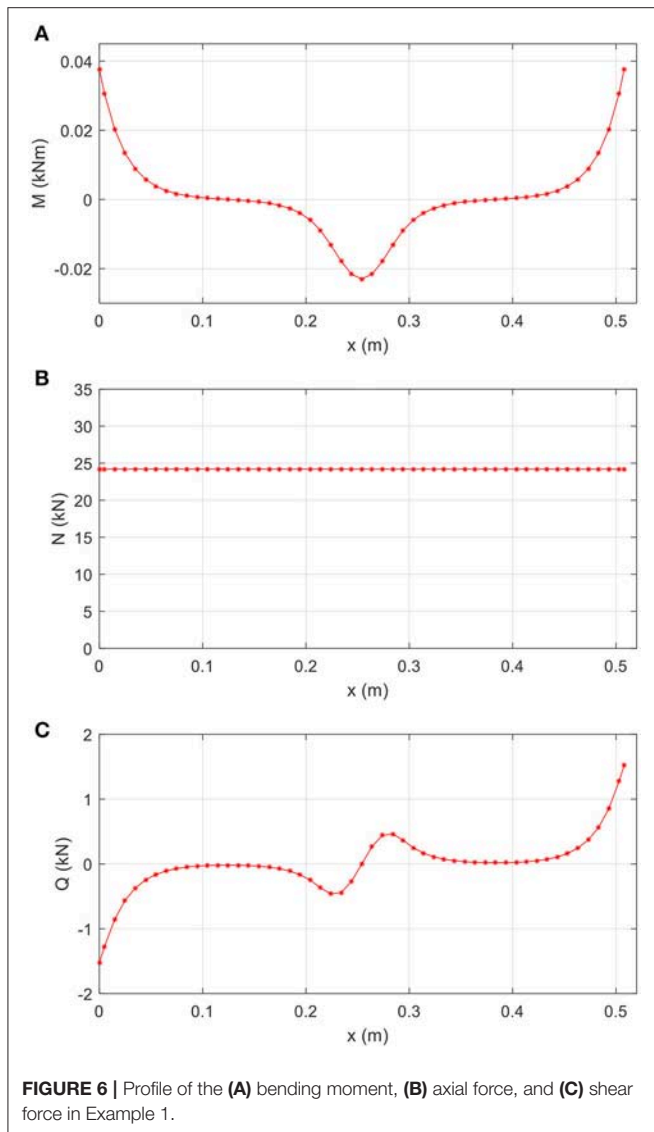 A
0.04
0.02
0
-0.02
M (kNm)
0 0.1 0.2 0.3 0.4 0.5
x (m)
B
35
30
25
20
15
10
5
0
N (kN)
0 0.1 0.2 0.3 0.4 0.5
x (m)
C
2
1
0
-1
-2
Q (kN)
0 0.1 0.2 0.3 0.4 0.5
x (m)
FIGURE 6 | Profile of the (A) bending moment, (B) axial force, and (C) shear
force in Example 1.